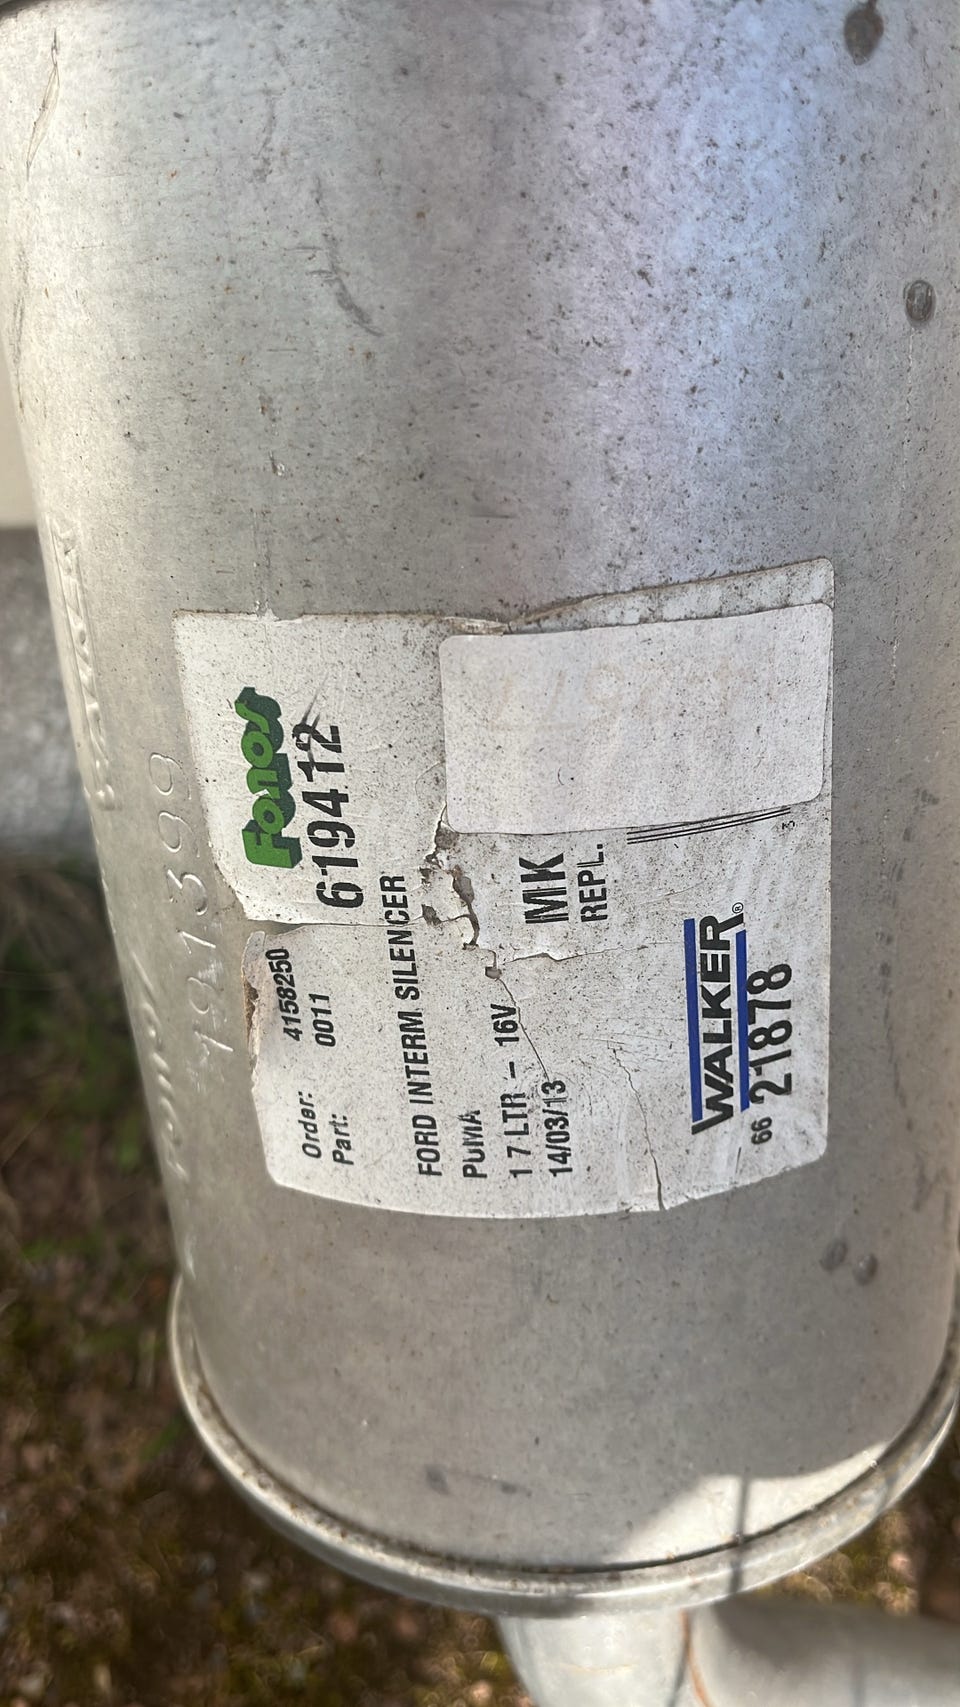 Fonos
619412
Order: 4158250
Part: 0011
FORD INTERM. SILENCER
PUMA
1 7 LTR – 16V
14/03/13
MK
REPL.
WALKER®
66 21878